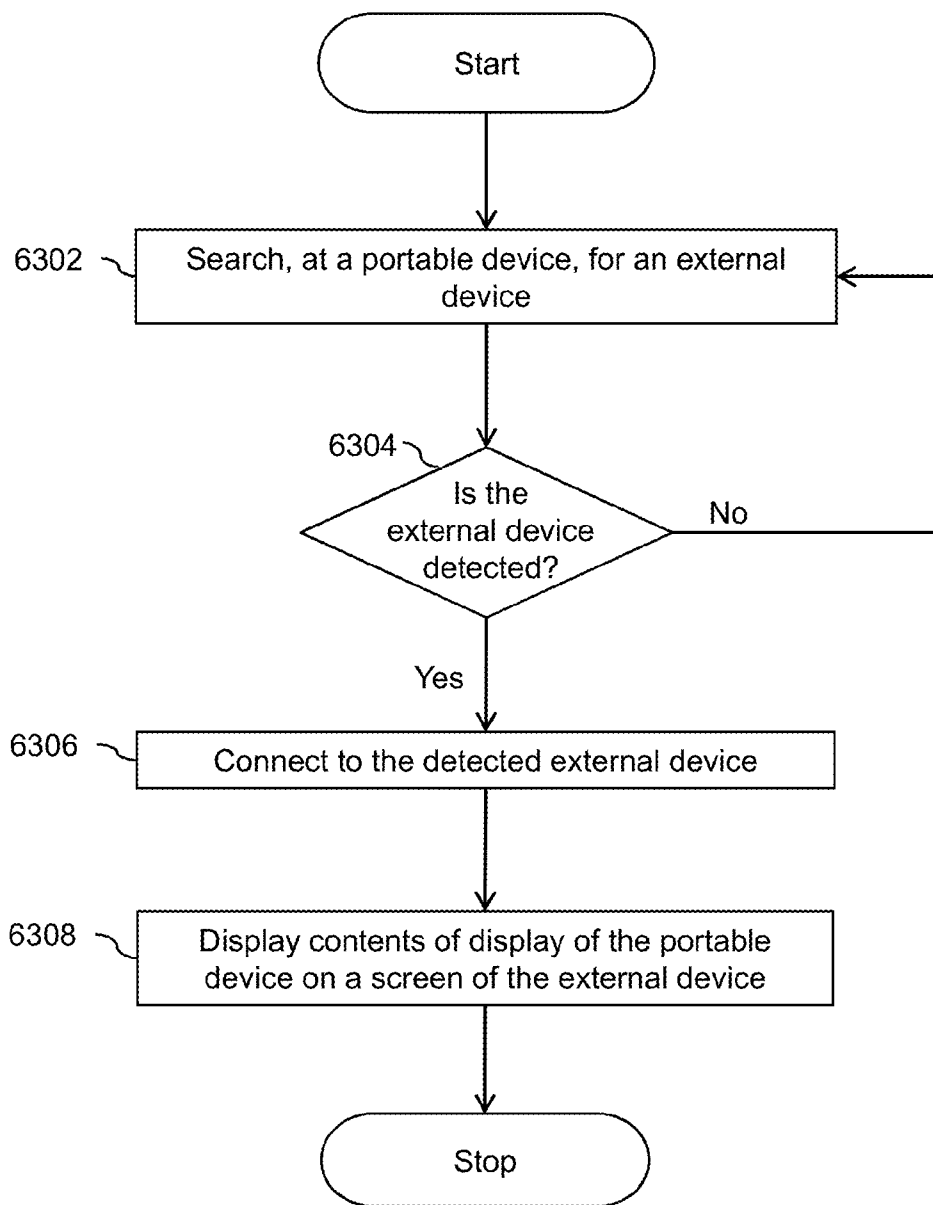 Start
6302
Search, at a portable device, for an external
device
6304
Is the
external device
detected?
No
Yes
6306
Connect to the detected external device
6308
Display contents of display of the portable
device on a screen of the external device
Stop